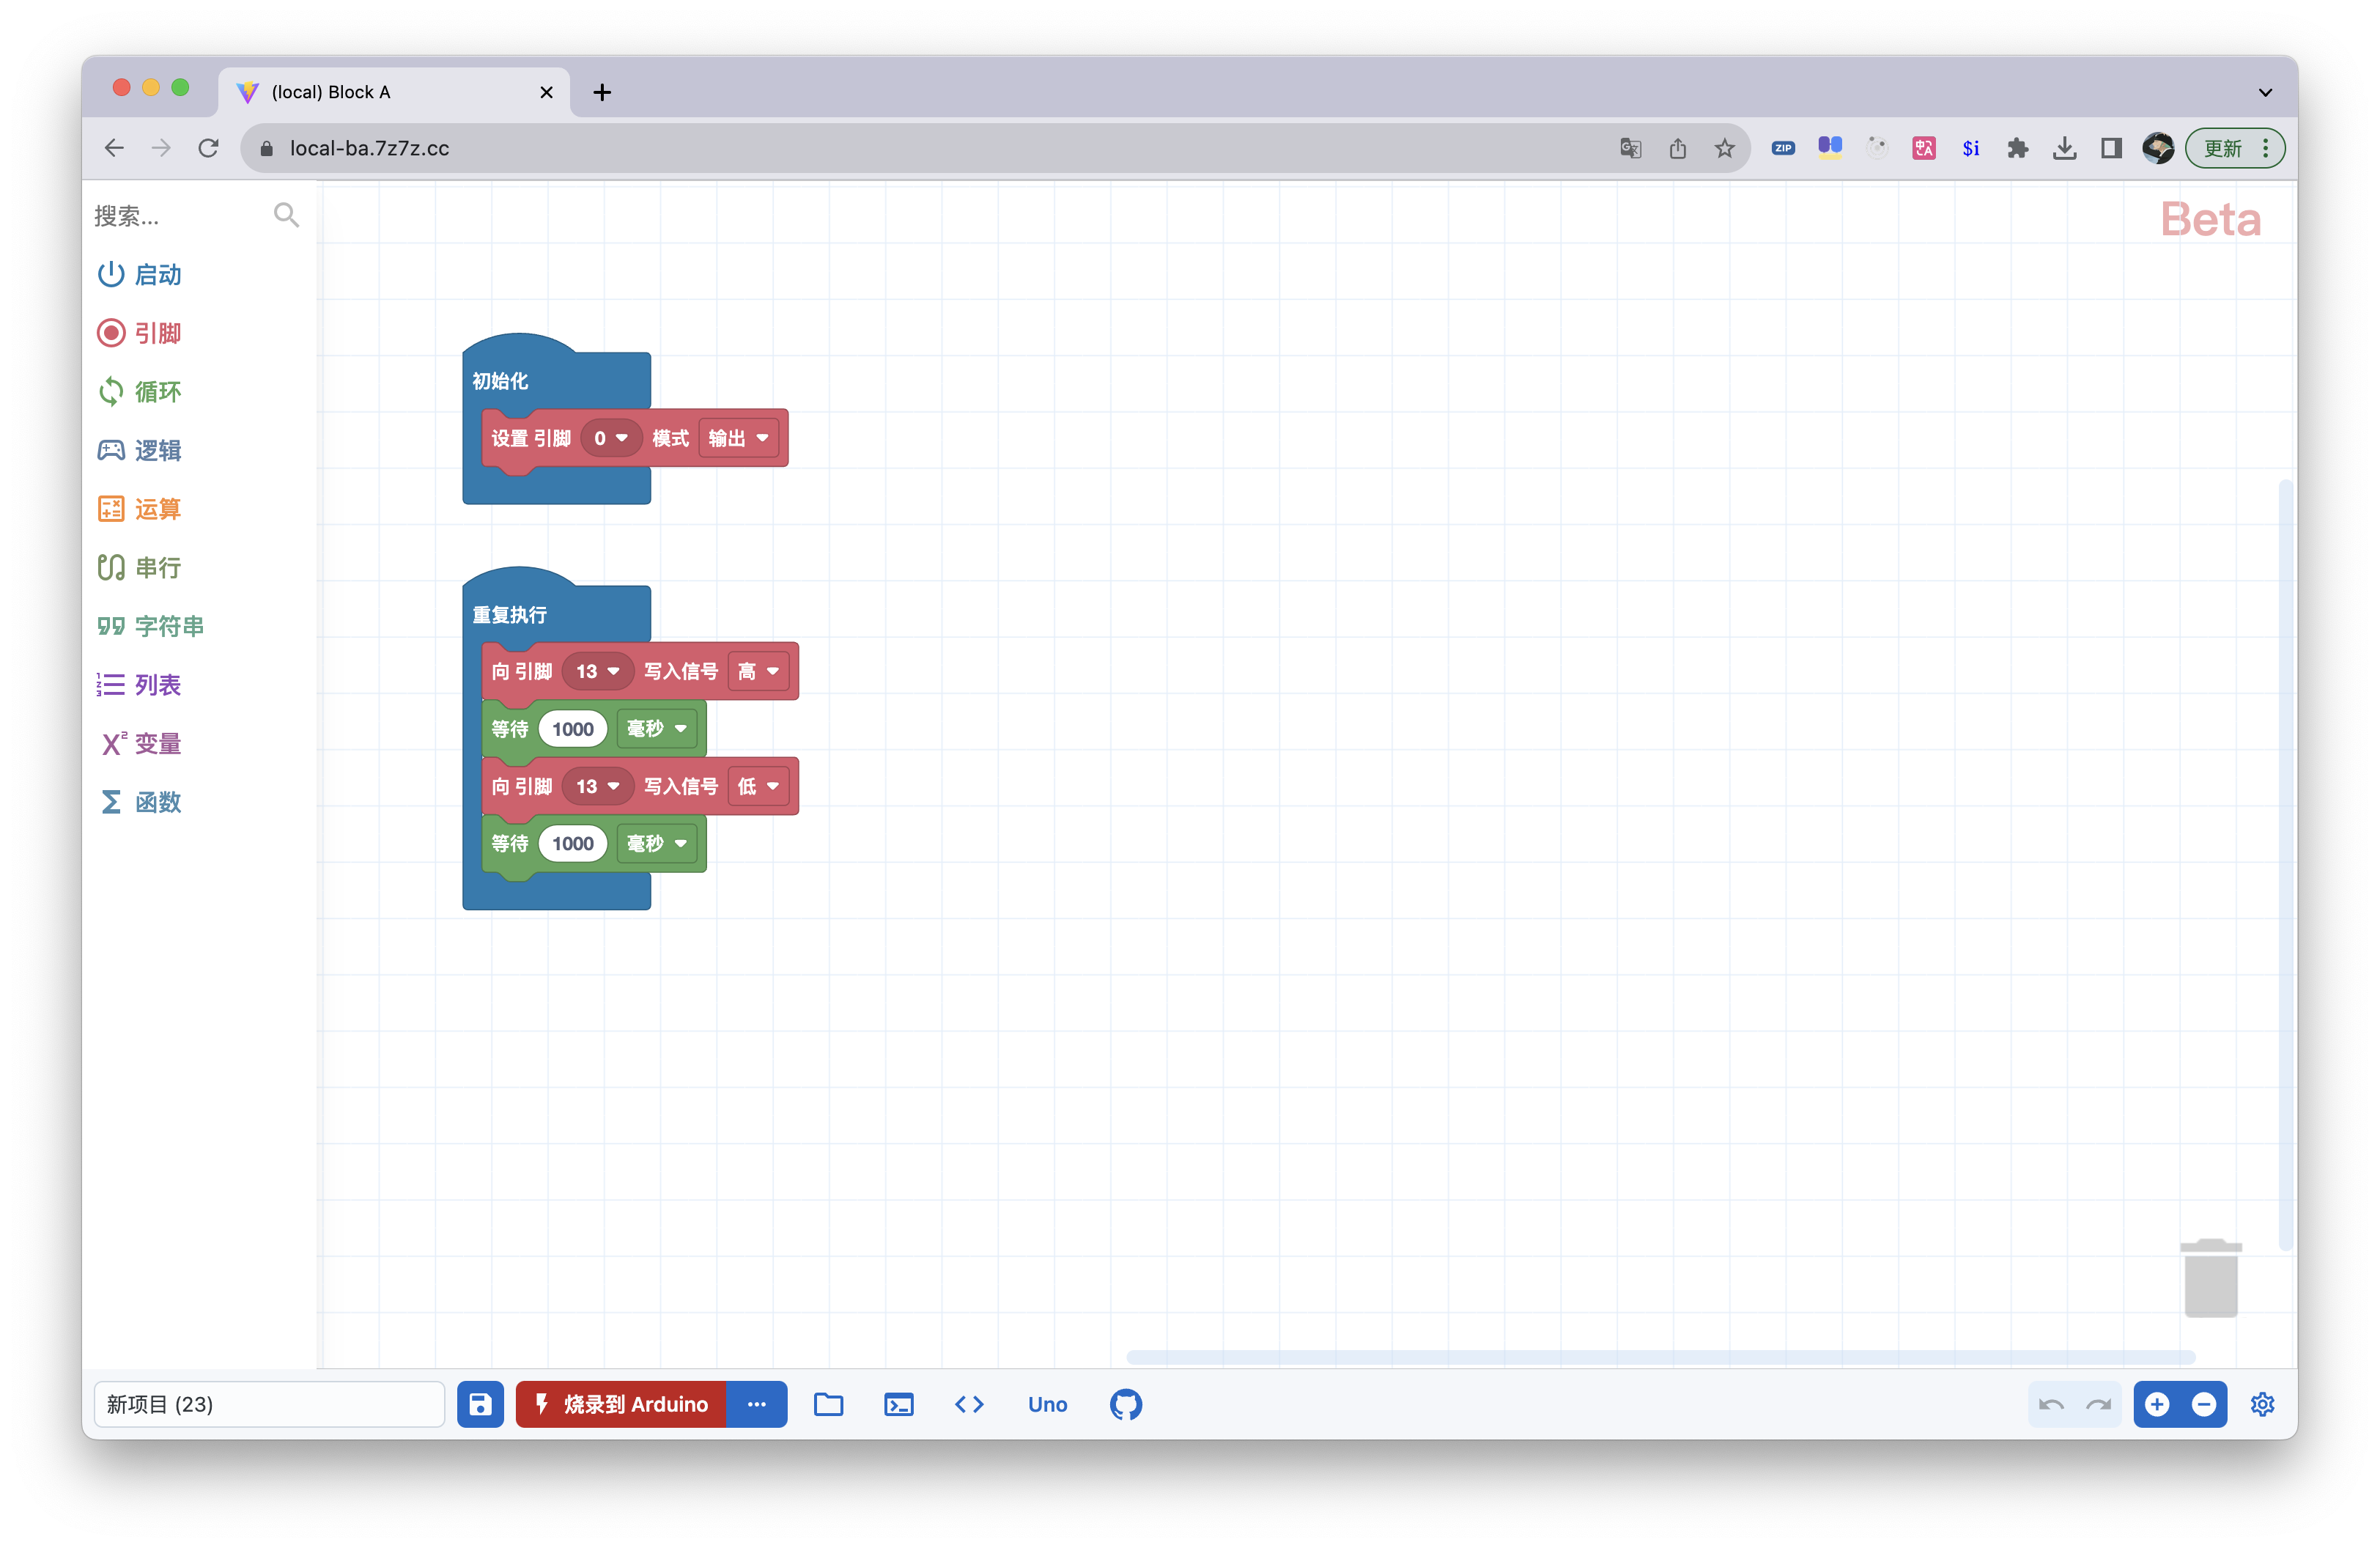 (local) Block A
local-ba.7z7z.cc
ZIP
中A
$i
更新
搜索...
Beta
启动
引脚
循环
逻辑
运算
串行
字符串
列表
变量
函数
初始化
设置 引脚 0 模式 输出
重复执行
向 引脚 13 写入信号 高
等待 1000 毫秒
向 引脚 13 写入信号 低
等待 1000 毫秒
新项目 (23)
烧录到 Arduino
...
Uno